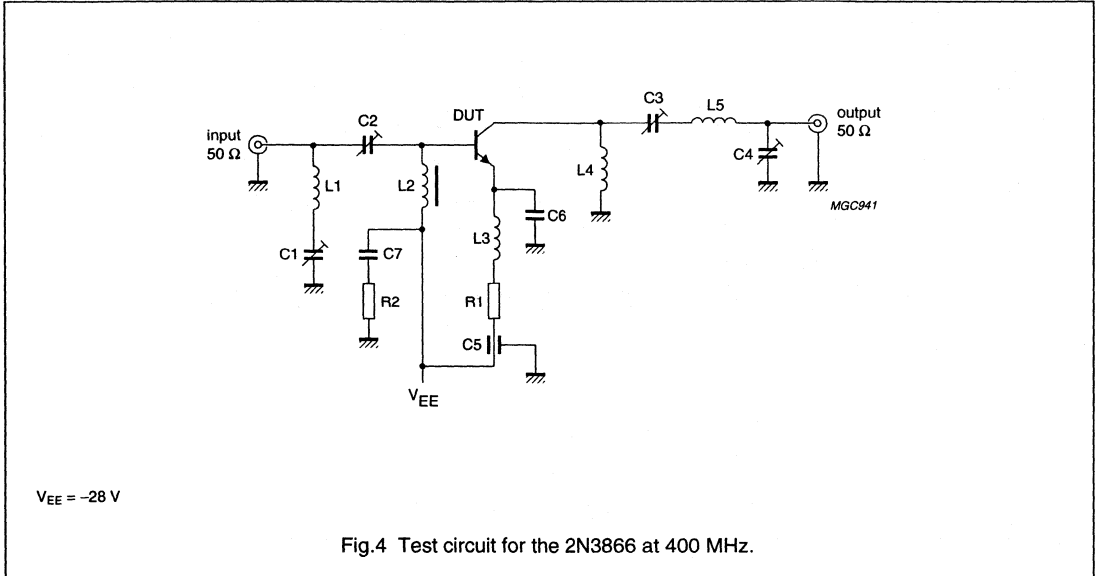 input
50 Ω
C2
DUT
C3
L5
output
50 Ω
L1
L2
L4
C4
MGC941
C6
L3
C1
C7
R2
R1
C5
VEE
VEE = −28 V
Fig.4 Test circuit for the 2N3866 at 400 MHz.